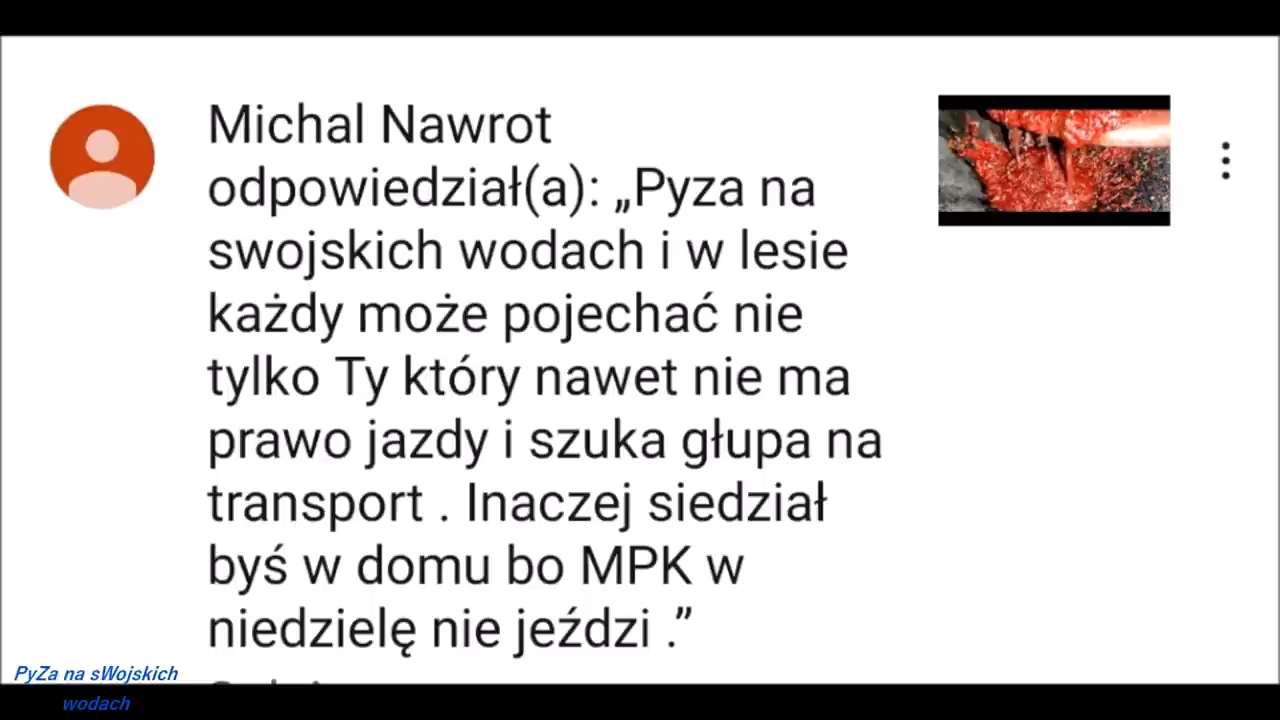 Michal Nawrot
odpowiedział(a): „Pyza na
swojskich wodach i w lesie
każdy może pojechać nie
tylko Ty który nawet nie ma
prawo jazdy i szuka głupa na
transport . Inaczej siedział
byś w domu bo MPK w
niedzielę nie jeździ .”
PyZa na sWojskich
wodach